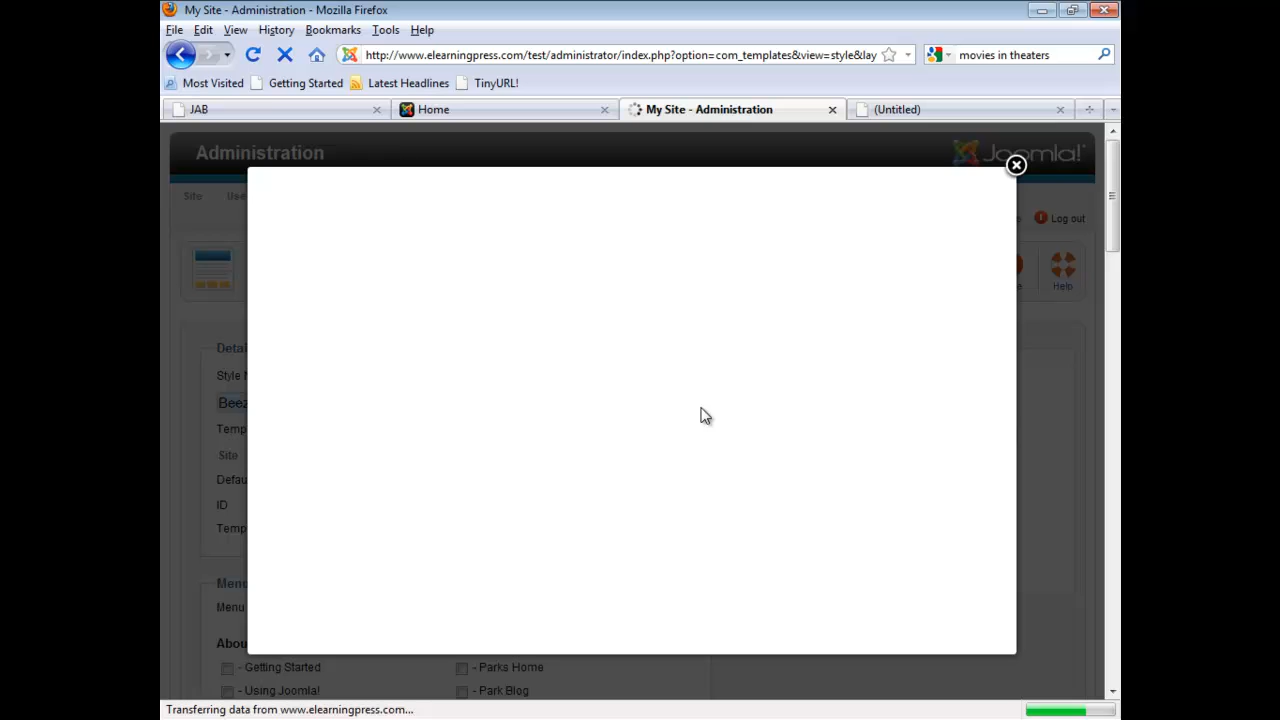 My Site - Administration - Mozilla Firefox
File Edit View History Bookmarks Tools Help
http://www.elearningpress.com/test/administrator/index.php?option=com_templates&view=style&lay
movies in theaters
Most Visited Getting Started Latest Headlines TinyURL!
JAB Home My Site - Administration (Untitled)
Administration Joomla!
Site
Log out
Help
Style
Site
ID
- Getting Started - Parks Home
- Using Joomla! - Park Blog
Menu
Transferring data from www.elearningpress.com...